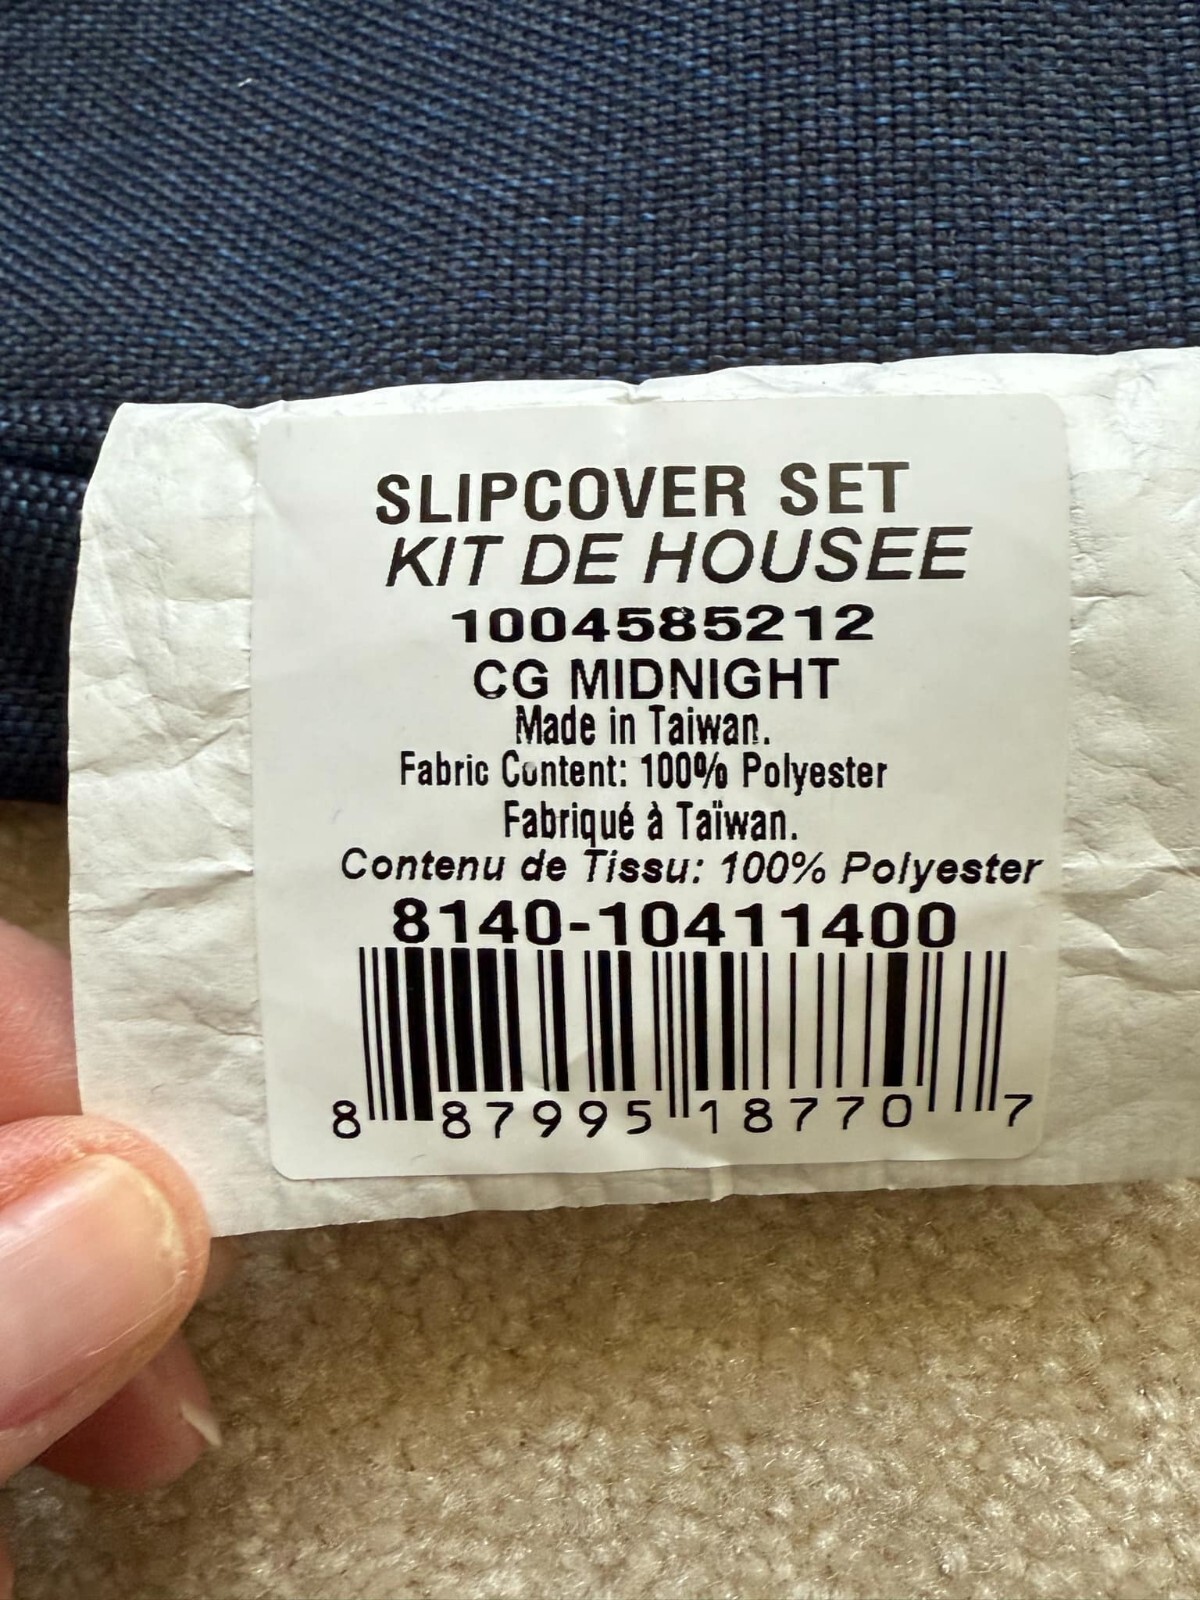 SLIPCOVER SET
KIT DE HOUSEE
1004585212
CG MIDNIGHT
Made in Taiwan.
Fabric Content: 100% Polyester
Fabriqué à Taïwan.
Contenu de Tissu: 100% Polyester
8140-10411400
8 87995 18770 7